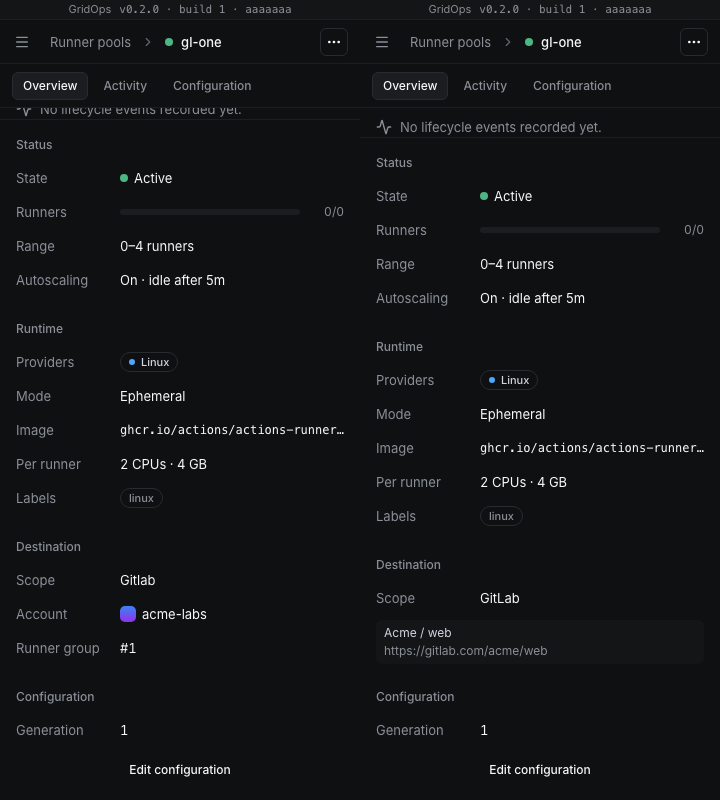 GridOps v0.2.0 · build 1 · aaaaaaa
Runner pools > gl-one
Overview Activity Configuration
No lifecycle events recorded yet.
Status
State Active
Runners 0/0
Range 0–4 runners
Autoscaling On · idle after 5m
Runtime
Providers Linux
Mode Ephemeral
Image ghcr.io/actions/actions-runner…
Per runner 2 CPUs · 4 GB
Labels linux
Destination
Scope Gitlab
Account acme-labs
Runner group #1
Configuration
Generation 1
Edit configuration
GridOps v0.2.0 · build 1 · aaaaaaa
Runner pools > gl-one
Overview Activity Configuration
No lifecycle events recorded yet.
Status
State Active
Runners 0/0
Range 0–4 runners
Autoscaling On · idle after 5m
Runtime
Providers Linux
Mode Ephemeral
Image ghcr.io/actions/actions-runner…
Per runner 2 CPUs · 4 GB
Labels linux
Destination
Scope GitLab
Acme / web
https://gitlab.com/acme/web
Configuration
Generation 1
Edit configuration